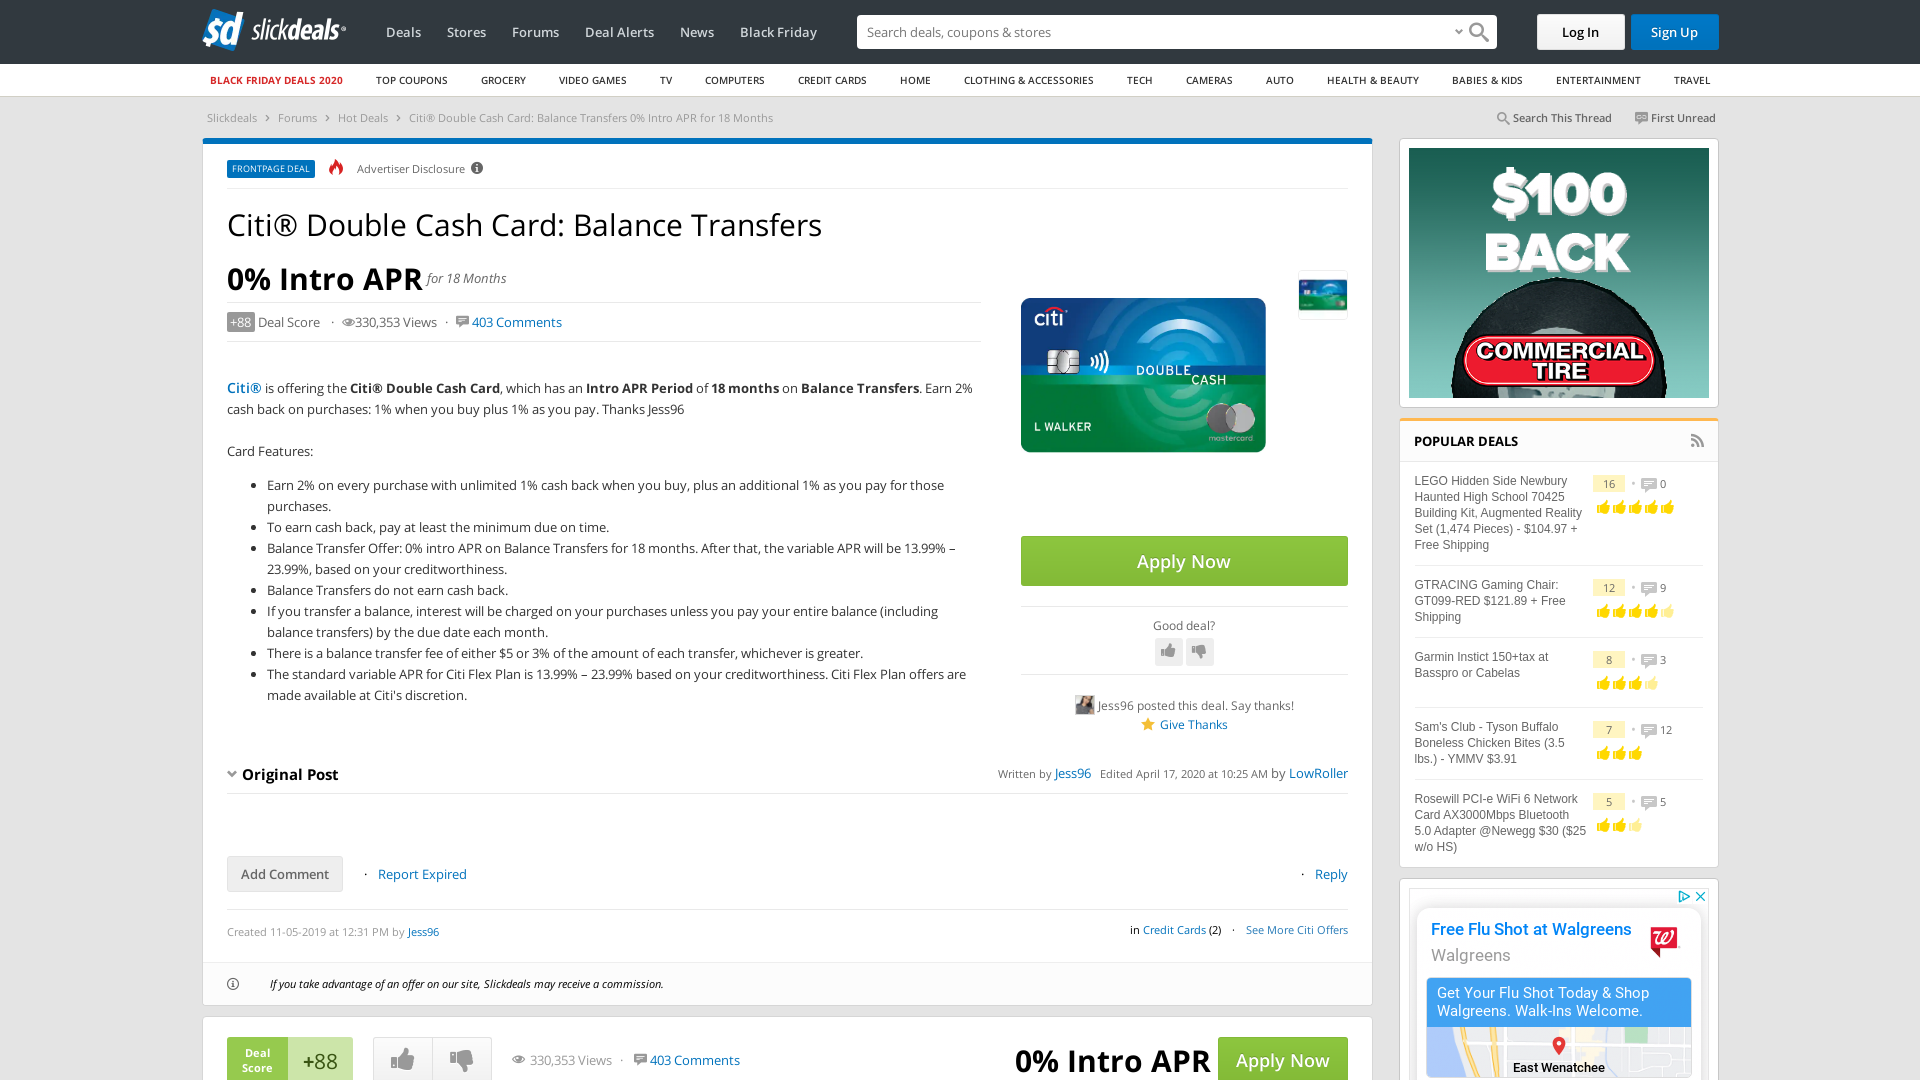 slickdeals
Deals Stores Forums Deal Alerts News Black Friday
Search deals, coupons & shopping
Log In Sign Up
BLACK FRIDAY DEALS 2020 TOP COUPONS GROCERY VIDEO GAMES TV COMPUTERS CREDIT CARDS HOME CLOTHING & ACCESSORIES TECH CAMERAS AUTO HEALTH & BEAUTY BABIES & KIDS ENTERTAINMENT TRAVEL
Slickdeals › Forums › Hot Deals › Citi® Double Cash Card: Balance Transfers 0% Intro APR for 18 Months
Search This Thread First Unread
FRONTPAGE DEAL Advertiser Disclosure
Citi® Double Cash Card: Balance Transfers
0% Intro APR for 18 Months
+88 Deal Score · 330,353 Views · 403 Comments
Citi® is offering the Citi® Double Cash Card, which has an Intro APR Period of 18 months on Balance Transfers. Earn 2%
cash back on purchases: 1% when you buy plus 1% as you pay. Thanks Jess96
Card Features:
• Earn 2% on every purchase with unlimited 1% cash back when you buy, plus an additional 1% as you pay for those
purchases.
• To earn cash back, pay at least the minimum due on time.
• Balance Transfer Offer: 0% intro APR on Balance Transfers for 18 months. After that, the variable APR will be 13.99% –
23.99%, based on your creditworthiness.
• Balance Transfers do not earn cash back.
• If you transfer a balance, interest will be charged on your purchases unless you pay your entire balance (including
balance transfers) by the due date each month.
• There is a balance transfer fee of either $5 or 3% of the amount of each transfer, whichever is greater.
• The standard variable APR for Citi Flex Plan is 13.99% – 23.99% based on your creditworthiness. Citi Flex Plan offers are
made available at Citi's discretion.
citi
DOUBLE
CASH
L WALKER
mastercard
Apply Now
Good deal?
Jess96 posted this deal. Say thanks!
Give Thanks
Original Post
Written by Jess96 Edited April 17, 2020 at 10:25 AM by LowRoller
Add Comment · Report Expired
· Reply
Created 11-05-2019 at 12:31 PM by Jess96
in Credit Cards (2) · See More Citi Offers
If you take advantage of an offer on our site, Slickdeals may receive a commission.
Deal
Score
+88
330,353 Views · 403 Comments
0% Intro APR
Apply Now
$100
BACK
COMMERCIAL
TIRE
POPULAR DEALS
LEGO Hidden Side Newbury
Haunted High School 70425
Building Kit, Augmented Reality
Set (1,474 Pieces) - $104.97 +
Free Shipping
16 • 0
GTRACING Gaming Chair:
GT099-RED $121.89 + Free
Shipping
12 • 9
Garmin Instict 150+tax at
Basspro or Cabelas
8 • 3
Sam's Club - Tyson Buffalo
Boneless Chicken Bites (3.5
lbs.) - YMMV $3.91
7 • 12
Rosewill PCI-e WiFi 6 Network
Card AX3000Mbps Bluetooth
5.0 Adapter @Newegg $30 ($25
w/o HS)
5 • 5
Free Flu Shot at Walgreens
Walgreens
Get Your Flu Shot Today & Shop
Walgreens. Walk-Ins Welcome.
East Wenatchee